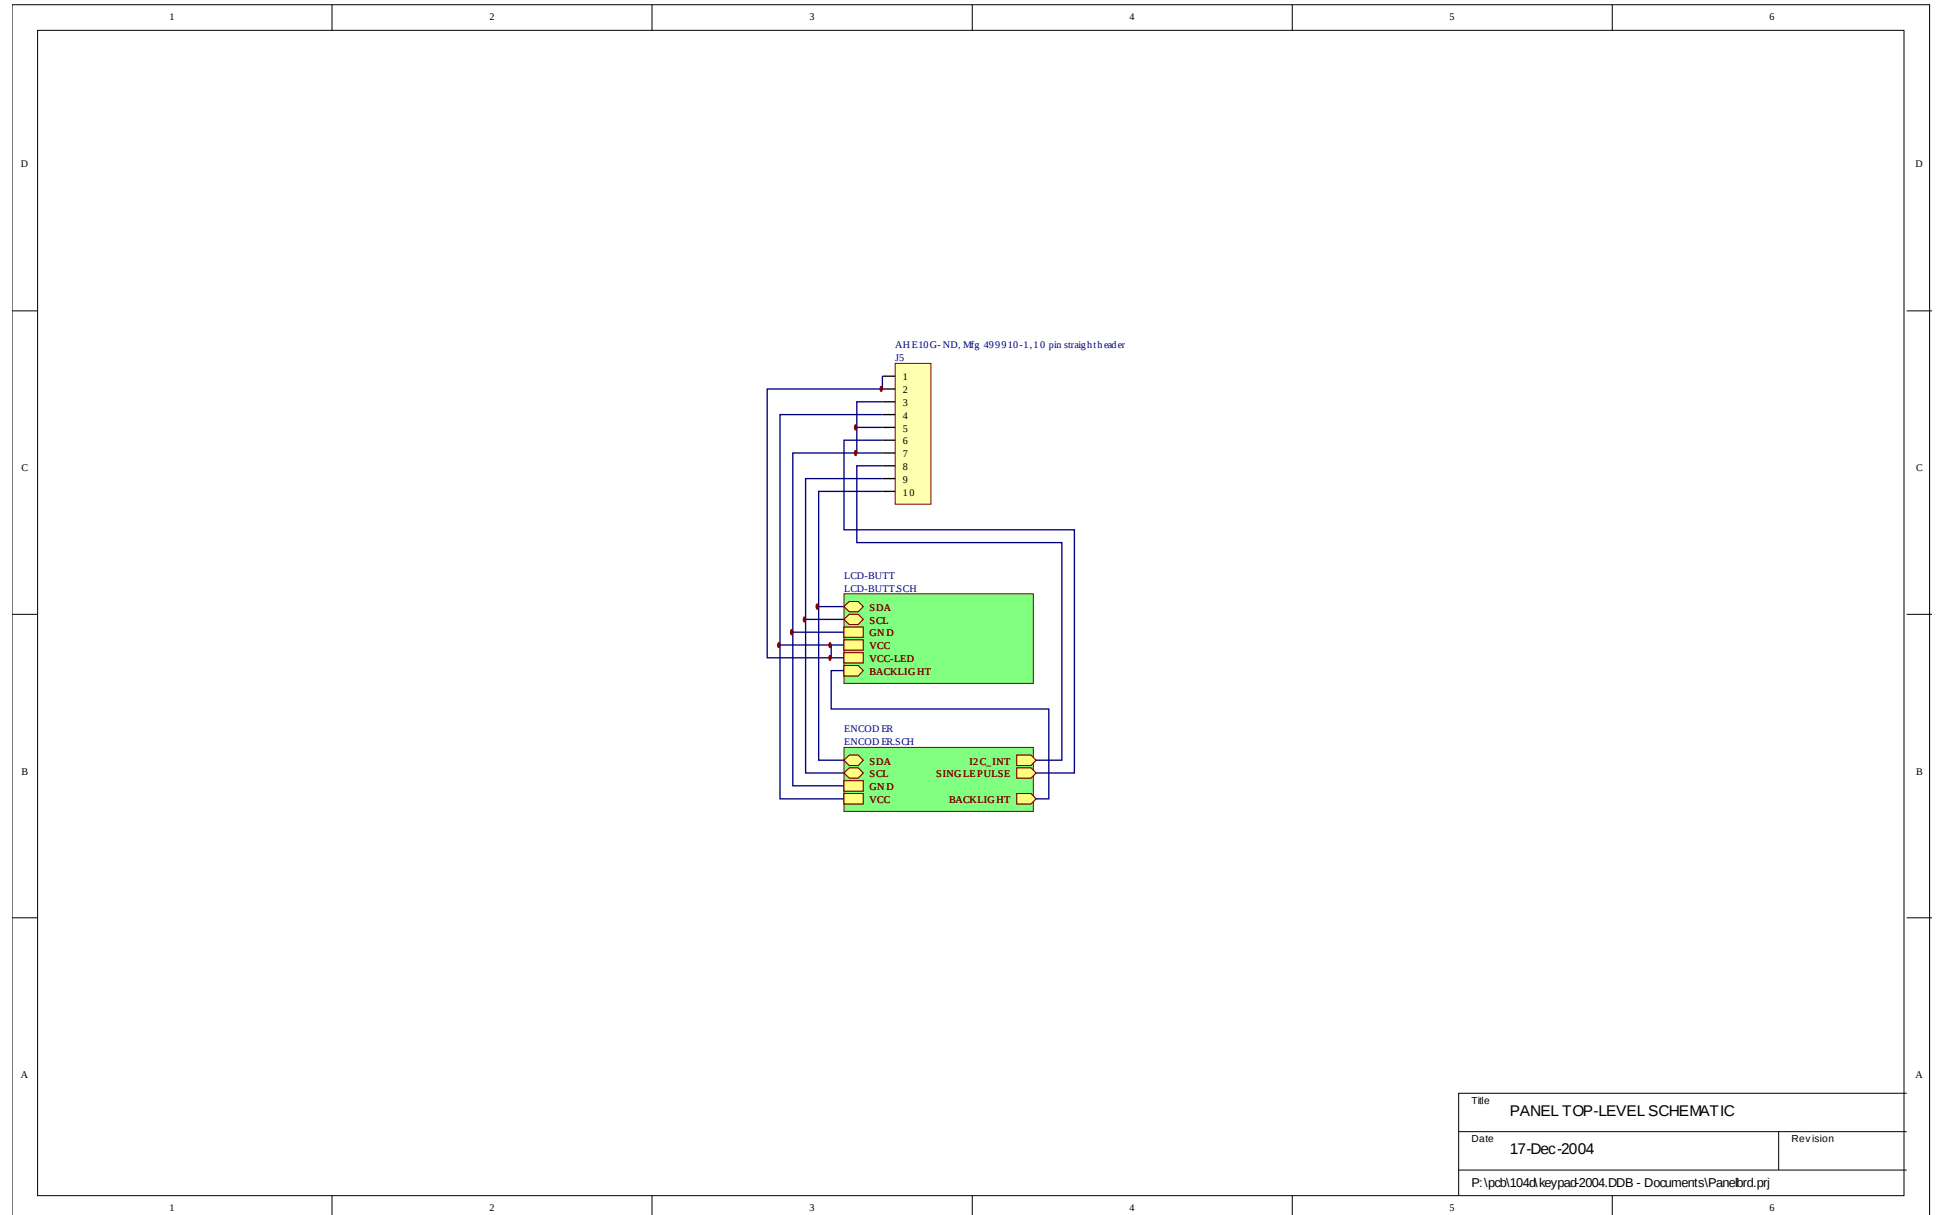 1 2 3 4 5 6
D D
AHE10G-ND, Mfg 499910-1, 10 pin straight header
J5
1
2
3
4
5
6
7
8
9
10
C C
LCD-BUTT
LCD-BUTT.SCH
SDA
SCL
GND
VCC
VCC-LED
BACKLIGHT
ENCODER
ENCODER.SCH
SDA I2C_INT
SCL SINGLEPULSE
GND
VCC BACKLIGHT
B B
A A
Title PANEL TOP-LEVEL SCHEMATIC
Date 17-Dec-2004 Revision
P:\pcb\104d\keypad-2004.DDB - Documents\Panelbrd.prj
1 2 3 4 5 6